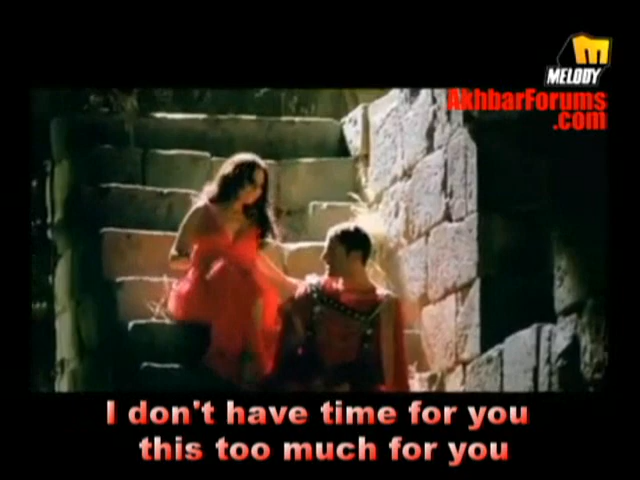 m
MELODY
AkhbarForums
.com
I don't have time for you
this too much for you